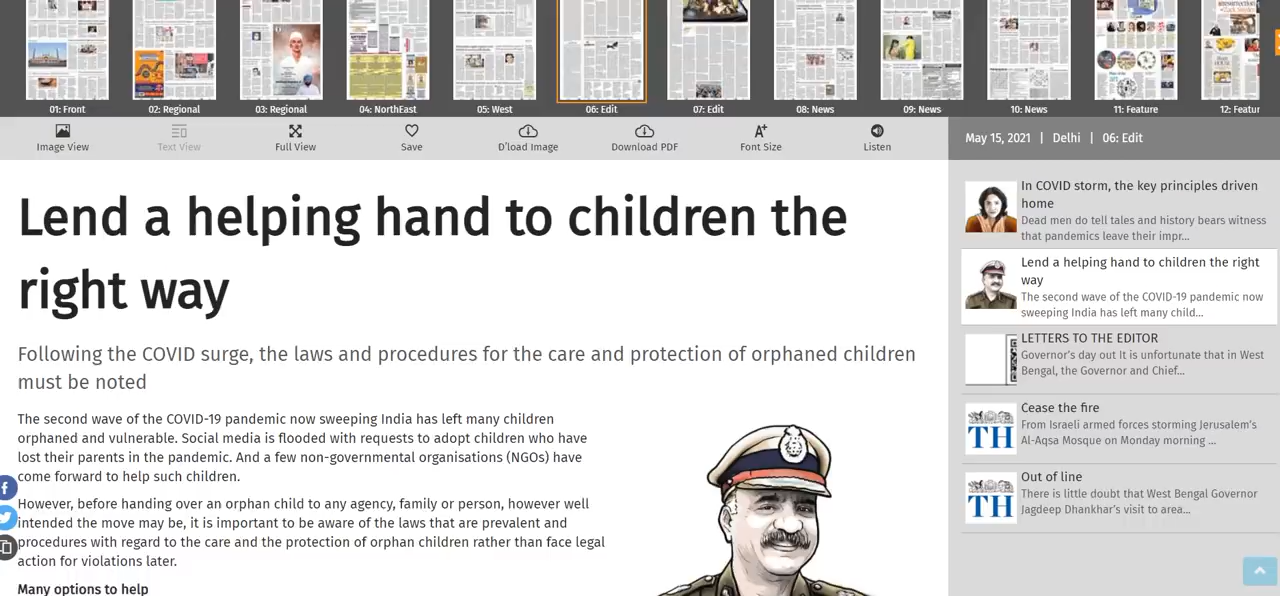 01: Front
02: Regional
03: Regional
04: NorthEast
05: West
06: Edit
07: Edit
08: News
09: News
10: News
11: Feature
12: Featur
Image View
Text View
Full View
Save
D'load Image
Download PDF
Font Size
Listen
May 15, 2021 | Delhi | 06: Edit
Lend a helping hand to children the
right way
Following the COVID surge, the laws and procedures for the care and protection of orphaned children
must be noted
The second wave of the COVID-19 pandemic now sweeping India has left many children
orphaned and vulnerable. Social media is flooded with requests to adopt children who have
lost their parents in the pandemic. And a few non-governmental organisations (NGOs) have
come forward to help such children.
However, before handing over an orphan child to any agency, family or person, however well
intended the move may be, it is important to be aware of the laws that are prevalent and
procedures with regard to the care and the protection of orphan children rather than face legal
action for violations later.
Many options to help
In COVID storm, the key principles driven
home
Dead men do tell tales and history bears witness
that pandemics leave their impr...
Lend a helping hand to children the right
way
The second wave of the COVID-19 pandemic now
sweeping India has left many child...
LETTERS TO THE EDITOR
Governor's day out It is unfortunate that in West
Bengal, the Governor and Chief...
TH
Cease the fire
From Israeli armed forces storming Jerusalem's
Al-Aqsa Mosque on Monday morning ...
TH
Out of line
There is little doubt that West Bengal Governor
Jagdeep Dhankhar's visit to area...